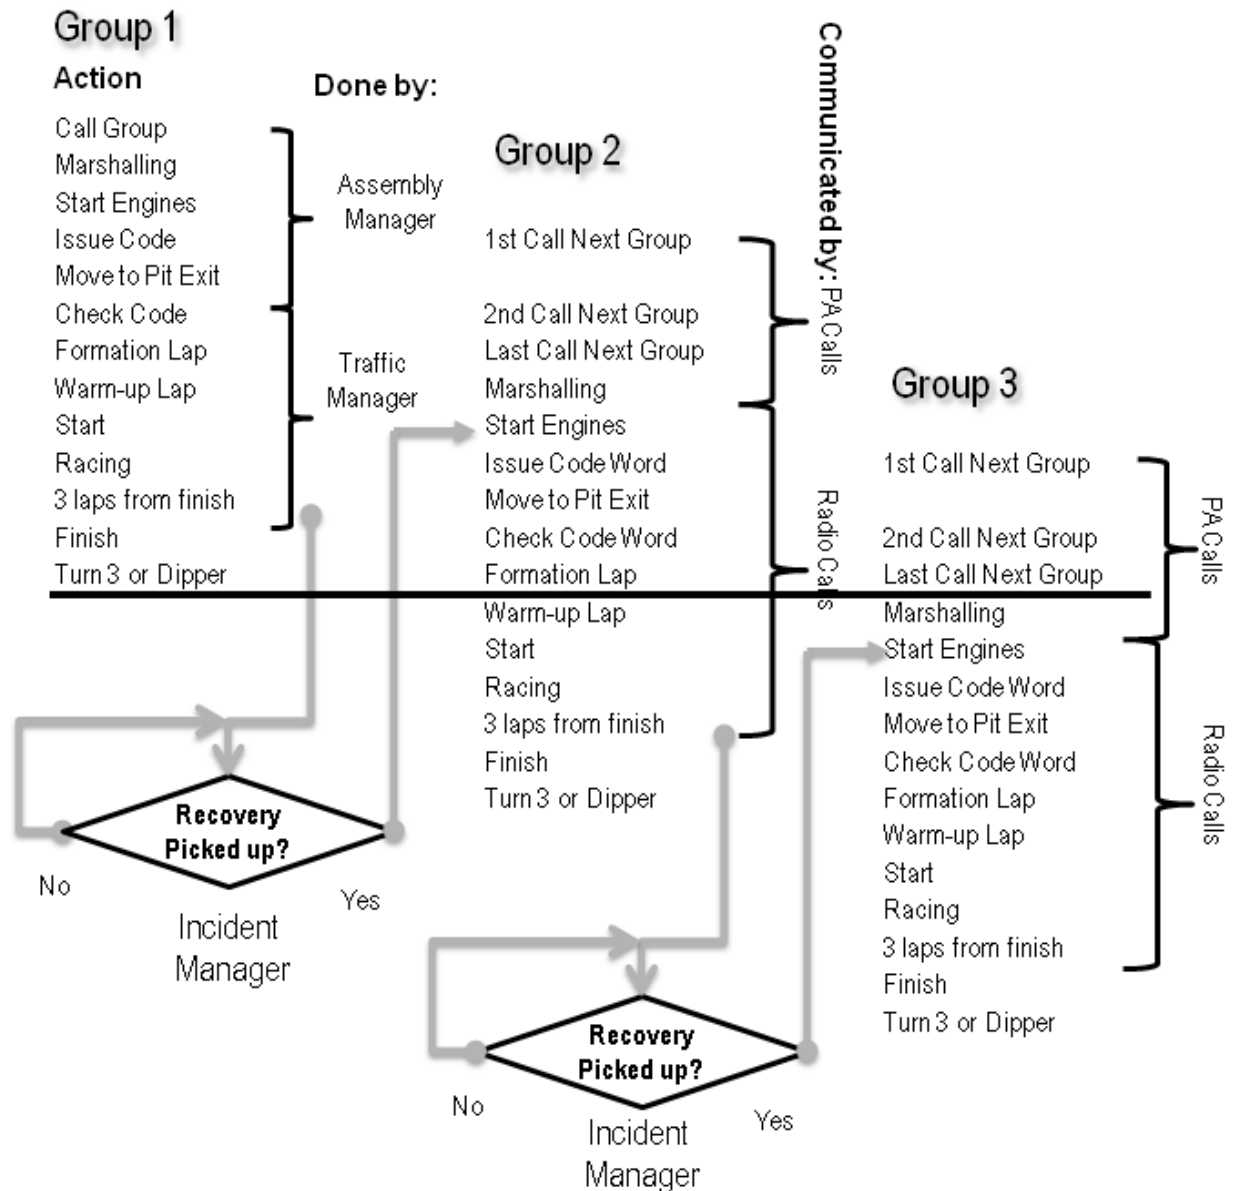 Group 1
Action
Done by:
Call Group
Marshalling
Start Engines
Issue Code
Move to Pit Exit
Check Code
Formation Lap
Warm-up Lap
Start
Racing
3 laps from finish
Finish
Turn 3 or Dipper
Assembly
Manager
Traffic
Manager
Recovery
Picked up?
No
Yes
Incident
Manager
Group 2
1st Call Next Group
2nd Call Next Group
Last Call Next Group
Marshalling
Start Engines
Issue Code Word
Move to Pit Exit
Check Code Word
Formation Lap
Warm-up Lap
Start
Racing
3 laps from finish
Finish
Turn 3 or Dipper
Communicated by: PA Calls
Radio Calls
Recovery
Picked up?
No
Yes
Incident
Manager
Group 3
1st Call Next Group
2nd Call Next Group
Last Call Next Group
Marshalling
Start Engines
Issue Code Word
Move to Pit Exit
Check Code Word
Formation Lap
Warm-up Lap
Start
Racing
3 laps from finish
Finish
Turn 3 or Dipper
PA Calls
Radio Calls